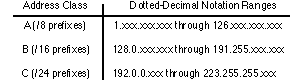 Address Class Dotted-Decimal Notation Ranges
A (/8 prefixes) 1.xxx.xxx.xxx through 126.xxx.xxx.xxx
B (/16 prefixes) 128.0.xxx.xxx through 191.255.xxx.xxx
C (/24 prefixes) 192.0.0.xxx through 223.255.255.xxx